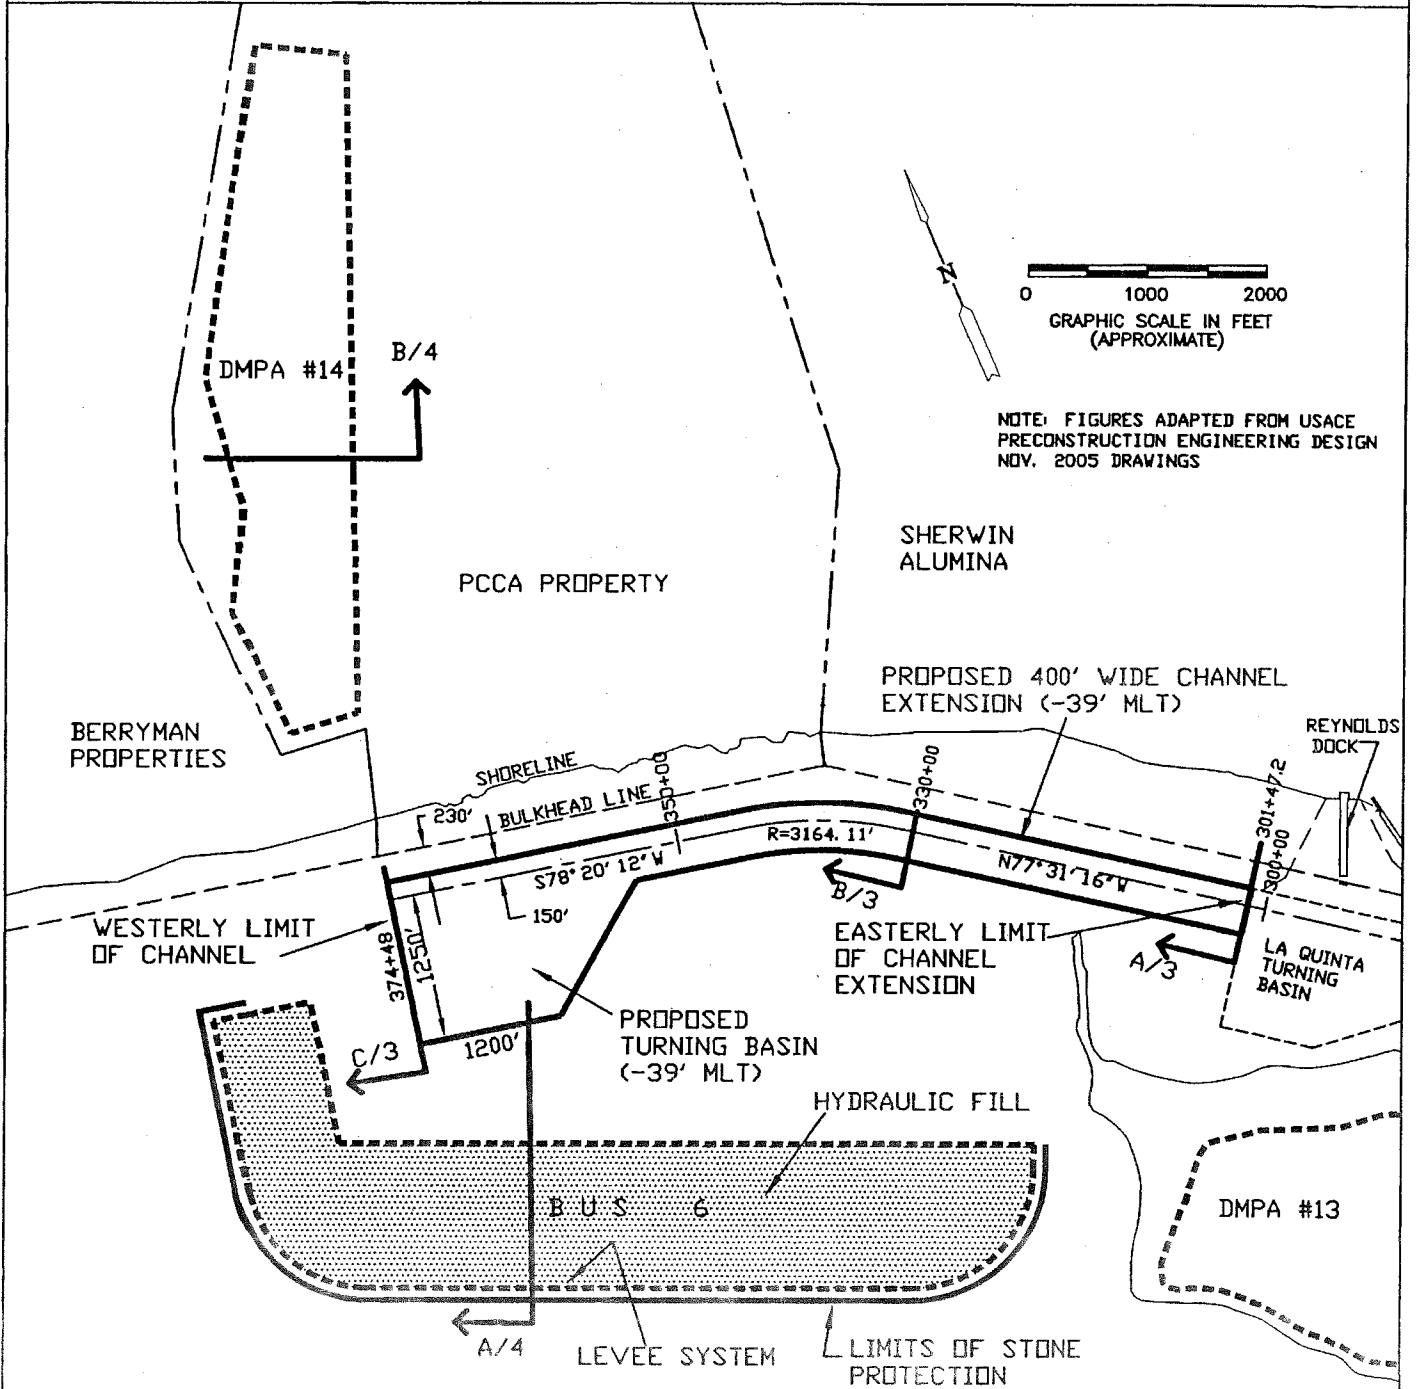 N
0 1000 2000
GRAPHIC SCALE IN FEET
(APPROXIMATE)
DMPA #14
B/4
NOTE: FIGURES ADAPTED FROM USACE
PRECONSTRUCTION ENGINEERING DESIGN
NOV. 2005 DRAWINGS
SHERWIN
ALUMINA
PCCA PROPERTY
PROPOSED 400' WIDE CHANNEL
EXTENSION (-39' MLT)
BERRYMAN
PROPERTIES
REYNOLDS
DOCK
SHORELINE
BULKHEAD LINE
230'
350+00
330+00
301+47.2
300+00
R=3164.11'
S78° 20' 12" W
N77°31'16" W
150'
B/3
WESTERLY LIMIT
OF CHANNEL
374+48
1250'
EASTERLY LIMIT
OF CHANNEL
EXTENSION
A/3
LA QUINTA
TURNING
BASIN
PROPOSED
TURNING BASIN
(-39' MLT)
1200'
C/3
HYDRAULIC FILL
BUS 6
DMPA #13
A/4
LEVEE SYSTEM
LIMITS OF STONE
PROTECTION